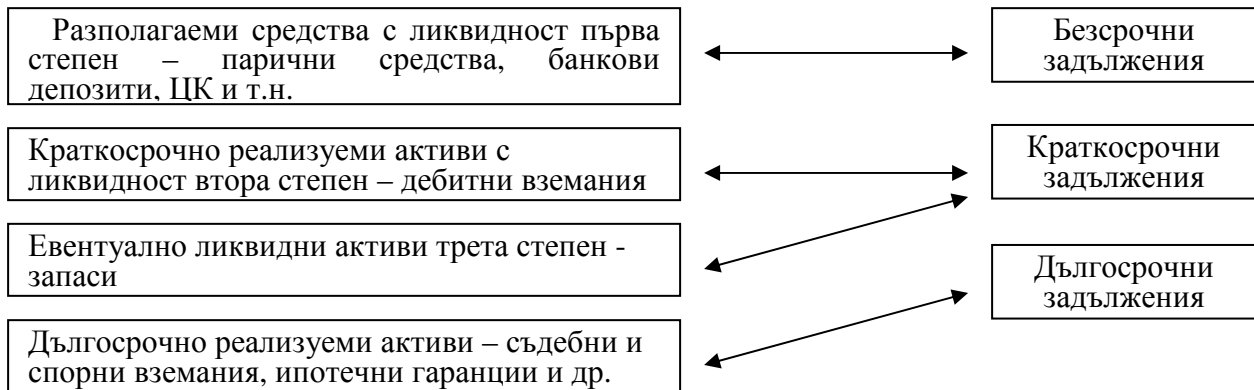 Разполагаеми средства с ликвидност първа
степен – парични средства, банкови
депозити, ЦК и т.н.
Безсрочни
задължения
Краткосрочно реализуеми активи с
ликвидност втора степен – дебитни вземания
Краткосрочни
задължения
Евентуално ликвидни активи трета степен -
запаси
Дългосрочни
задължения
Дългосрочно реализуеми активи – съдебни и
спорни вземания, ипотечни гаранции и др.